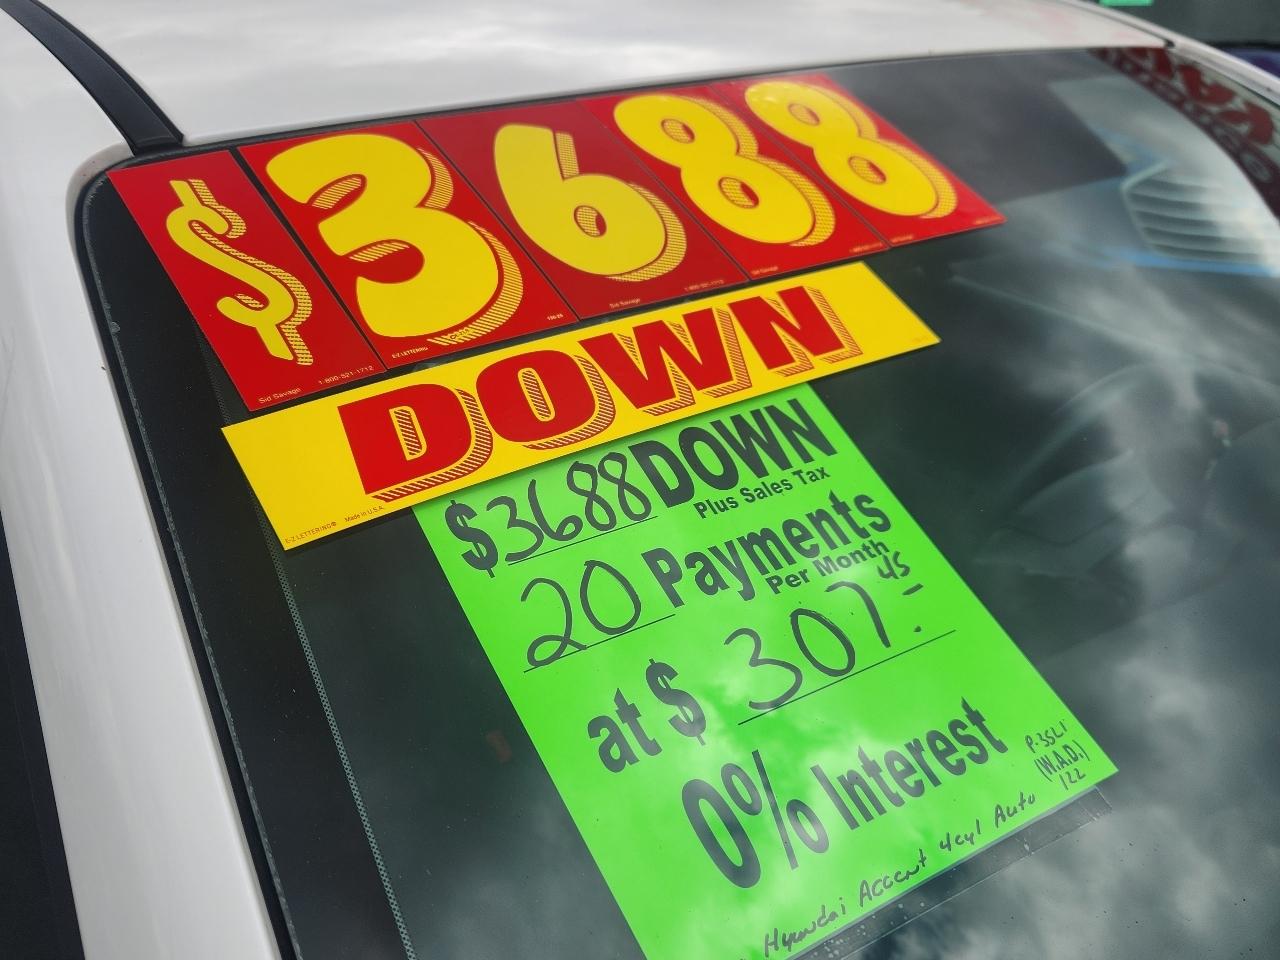 $3688
Sid Savage 1-800-521-1712
E-Z LETTERING
DOWN
E-Z LETTERING® Made in U.S.A.
$3688 DOWN
Plus Sales Tax
20 Payments
Per Month
at $ 307.45
0% Interest
(W.A.D.)
122
Hyundai Accent 4cyl Auto